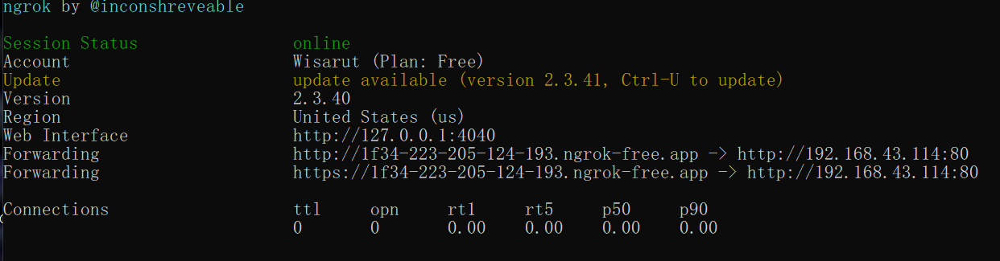 ngrok by @inconshreveable
Session Status online
Account Wisarut (Plan: Free)
Update update available (version 2.3.41, Ctrl-U to update)
Version 2.3.40
Region United States (us)
Web Interface http://127.0.0.1:4040
Forwarding http://1f34-223-205-124-193.ngrok-free.app -> http://192.168.43.114:80
Forwarding https://1f34-223-205-124-193.ngrok-free.app -> http://192.168.43.114:80
Connections ttl opn rt1 rt5 p50 p90
0 0 0.00 0.00 0.00 0.00